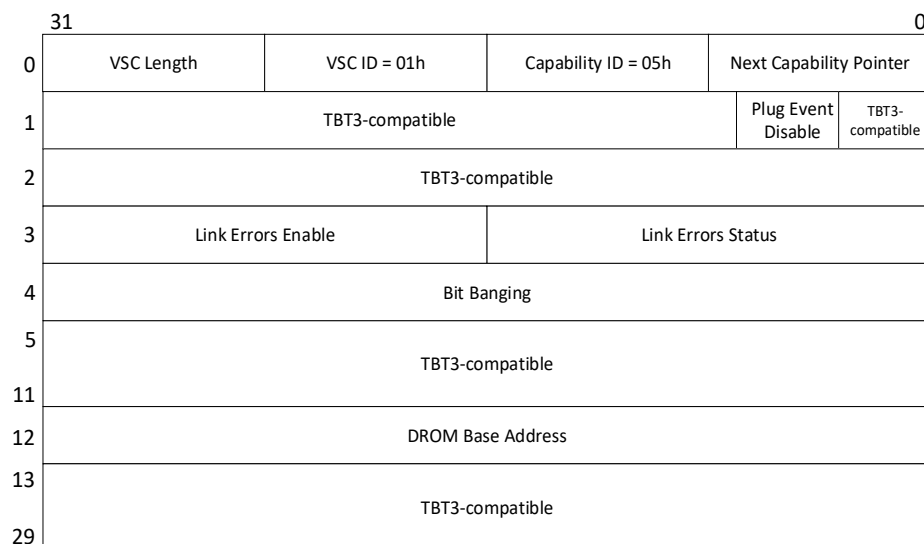 31 0
0 VSC Length VSC ID = 01h Capability ID = 05h Next Capability Pointer
1 TBT3-compatible Plug Event Disable TBT3-compatible
2 TBT3-compatible
3 Link Errors Enable Link Errors Status
4 Bit Banging
5
TBT3-compatible
11
12 DROM Base Address
13
TBT3-compatible
29